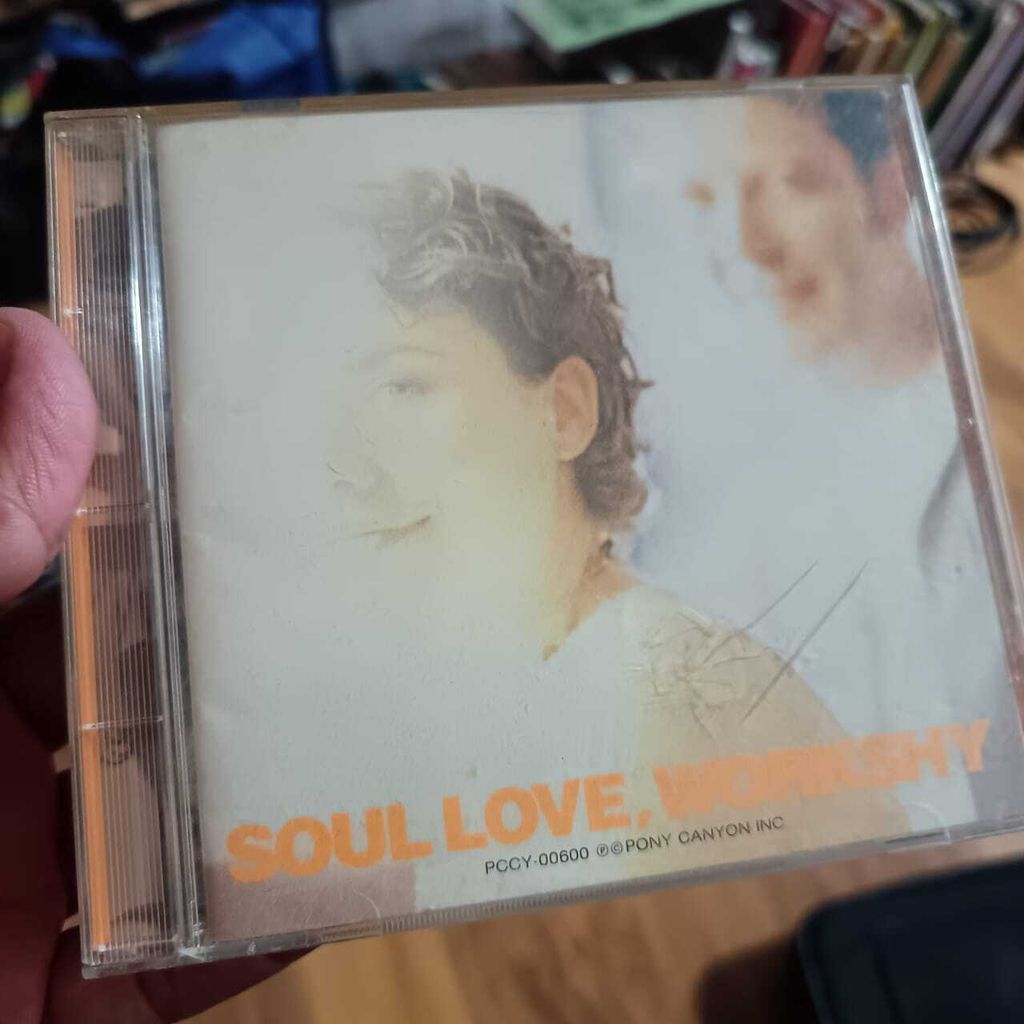 SOUL LOVE, WORKSHY
PCCY-00600 ℗©PONY CANYON INC